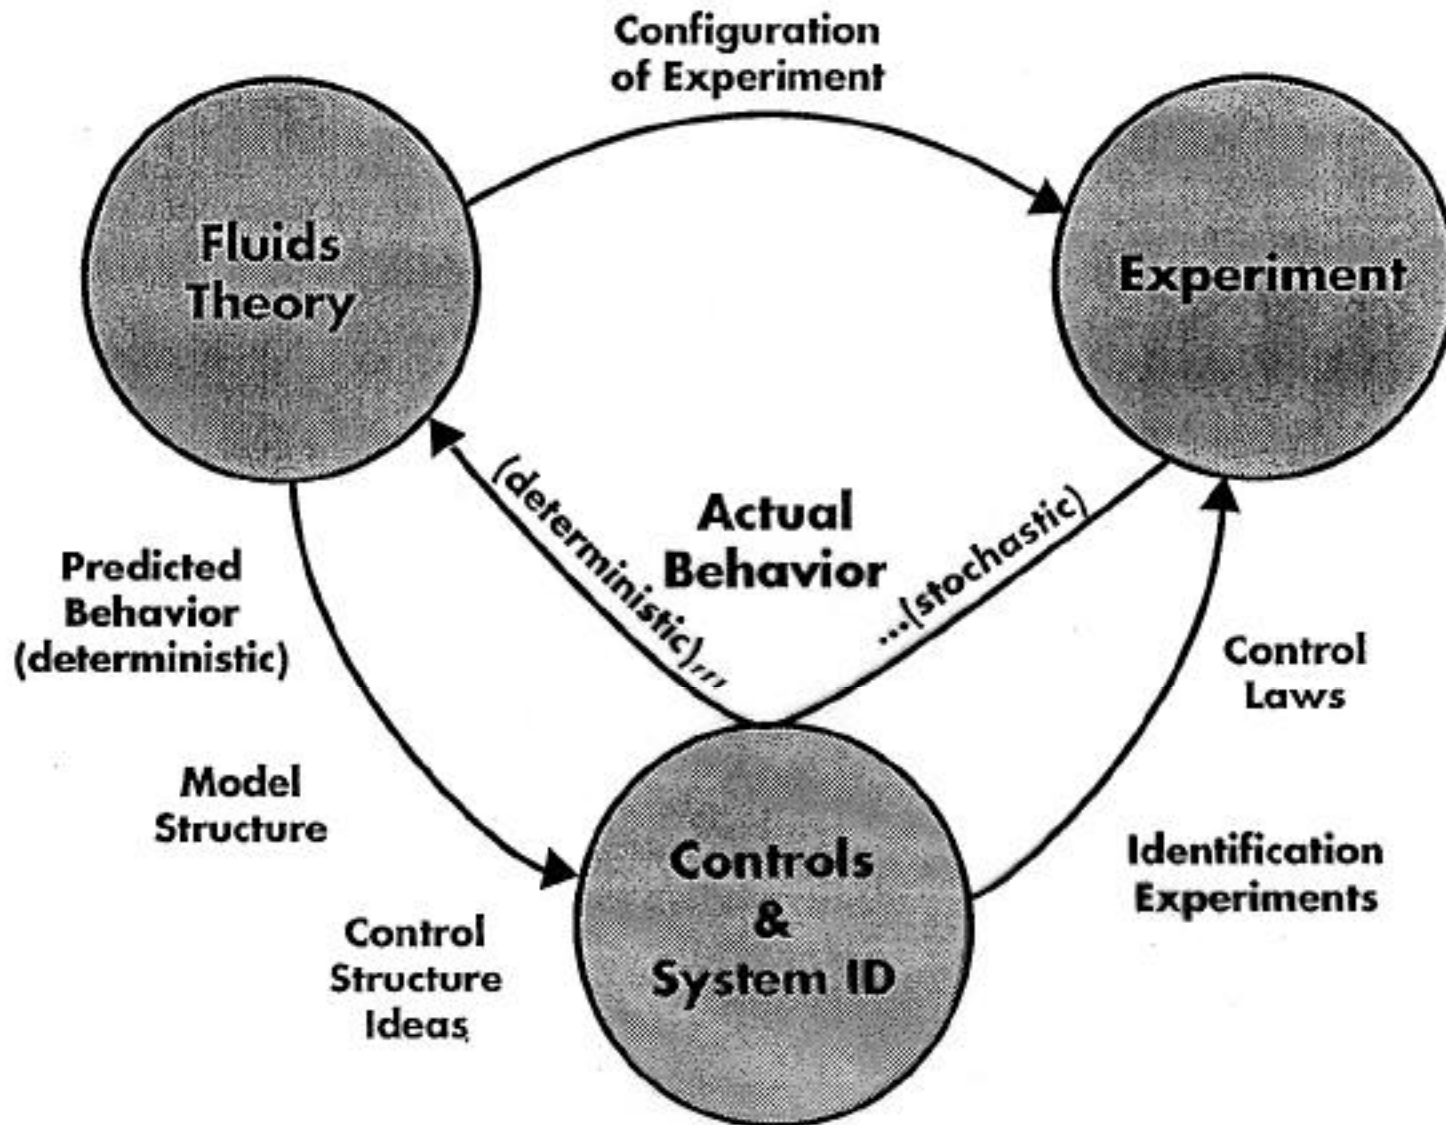 Configuration
of Experiment
Fluids
Theory
Experiment
(deterministic),,,
Actual
Behavior
...(stochastic)
Predicted
Behavior
(deterministic)
Model
Structure
Control
Structure
Ideas
Controls
&
System ID
Control
Laws
Identification
Experiments